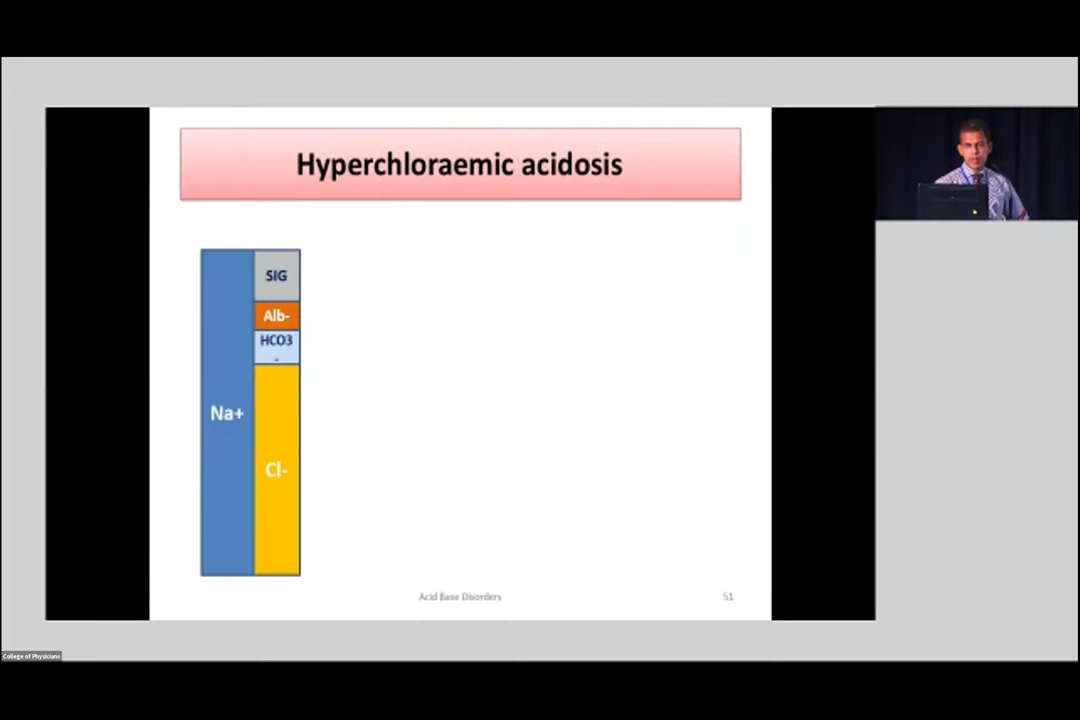 Hyperchloraemic acidosis
SIG
Alb-
HCO3
-
Na+
Cl-
Acid Base Disorders
51
College of Physicians